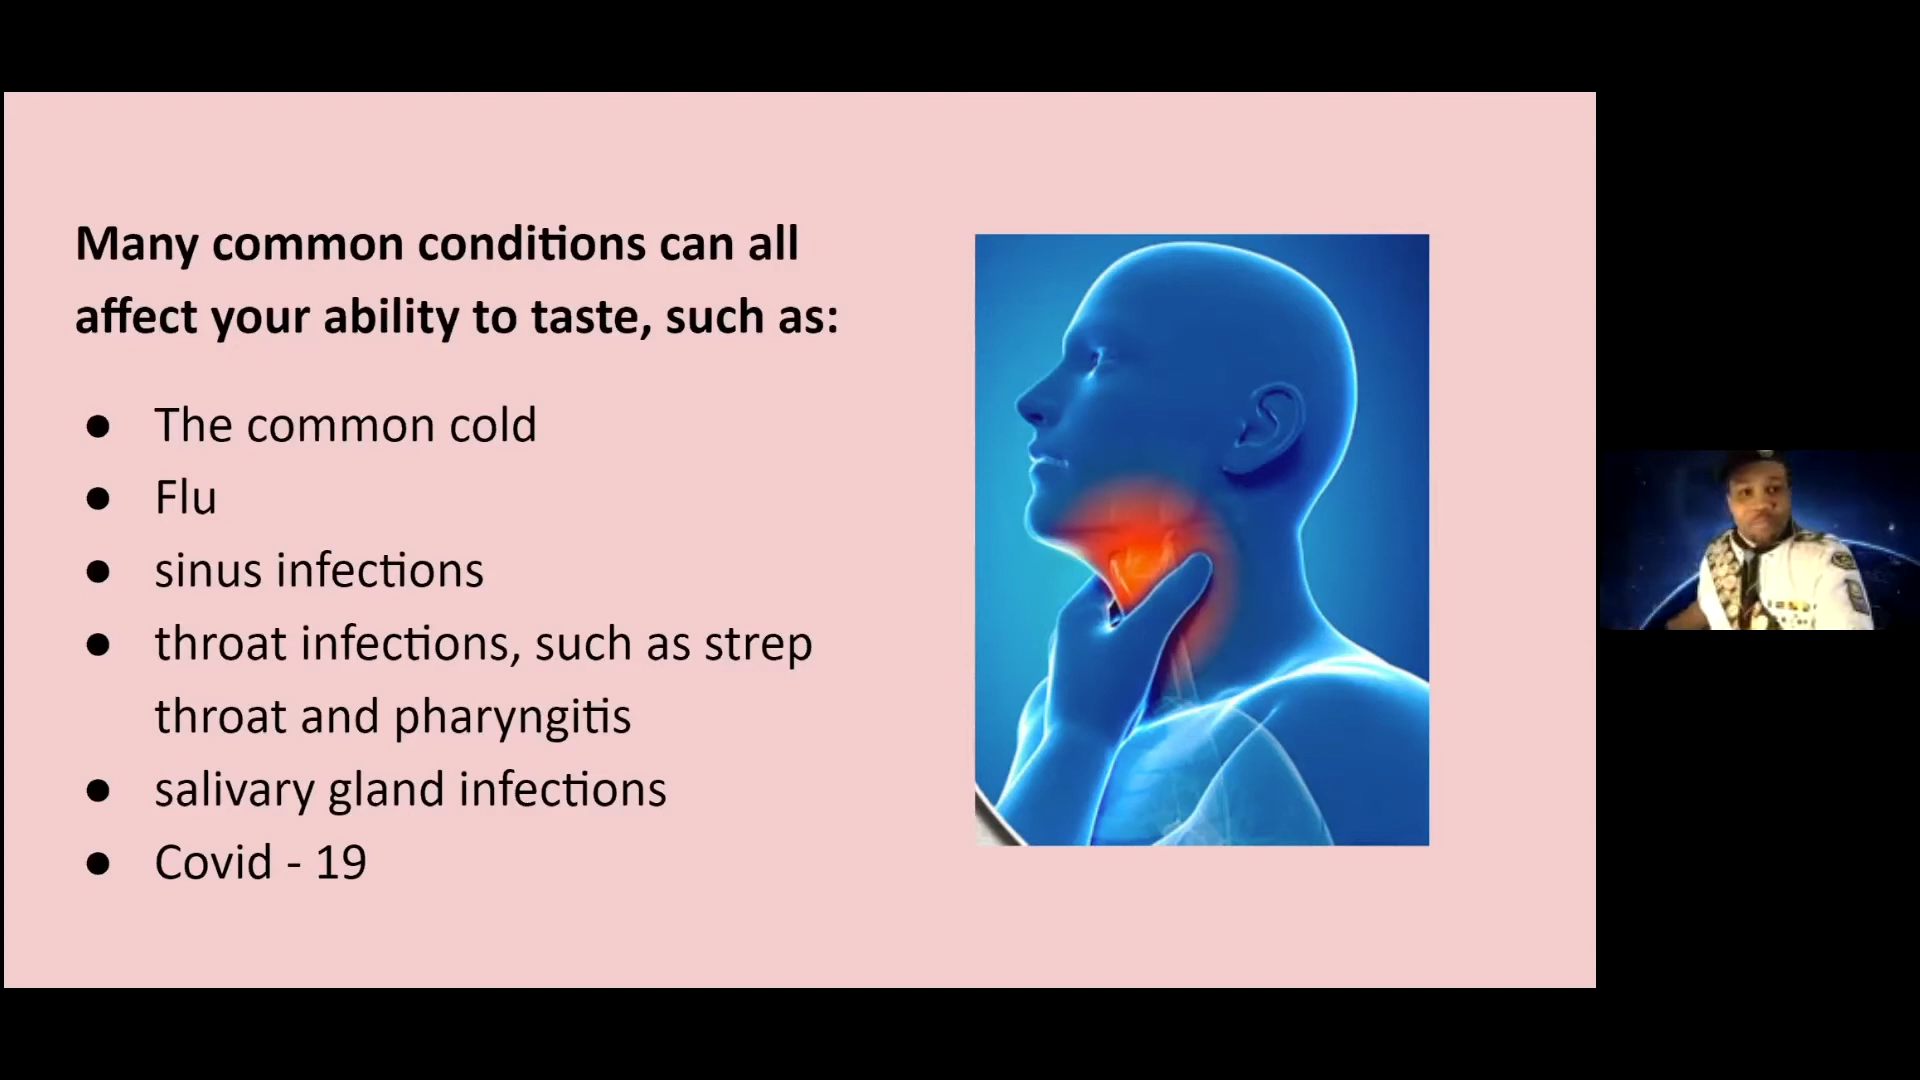 Many common conditions can all
affect your ability to taste, such as:
● The common cold
● Flu
● sinus infections
● throat infections, such as strep
throat and pharyngitis
● salivary gland infections
● Covid - 19